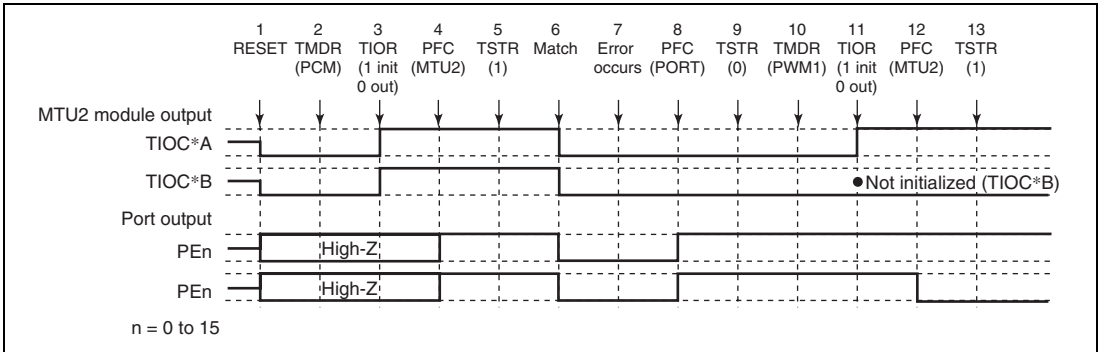 1 2 3 4 5 6 7 8 9 10 11 12 13
RESET TMDR TIOR PFC TSTR Match Error PFC TSTR TMDR TIOR PFC TSTR
(PCM) (1 init (MTU2) (1) occurs (PORT) (0) (PWM1) (1 init (MTU2) (1)
0 out) 0 out)
MTU2 module output
TIOC*A
TIOC*B
●Not initialized (TIOC*B)
Port output
PEn
High-Z
PEn
High-Z
n = 0 to 15